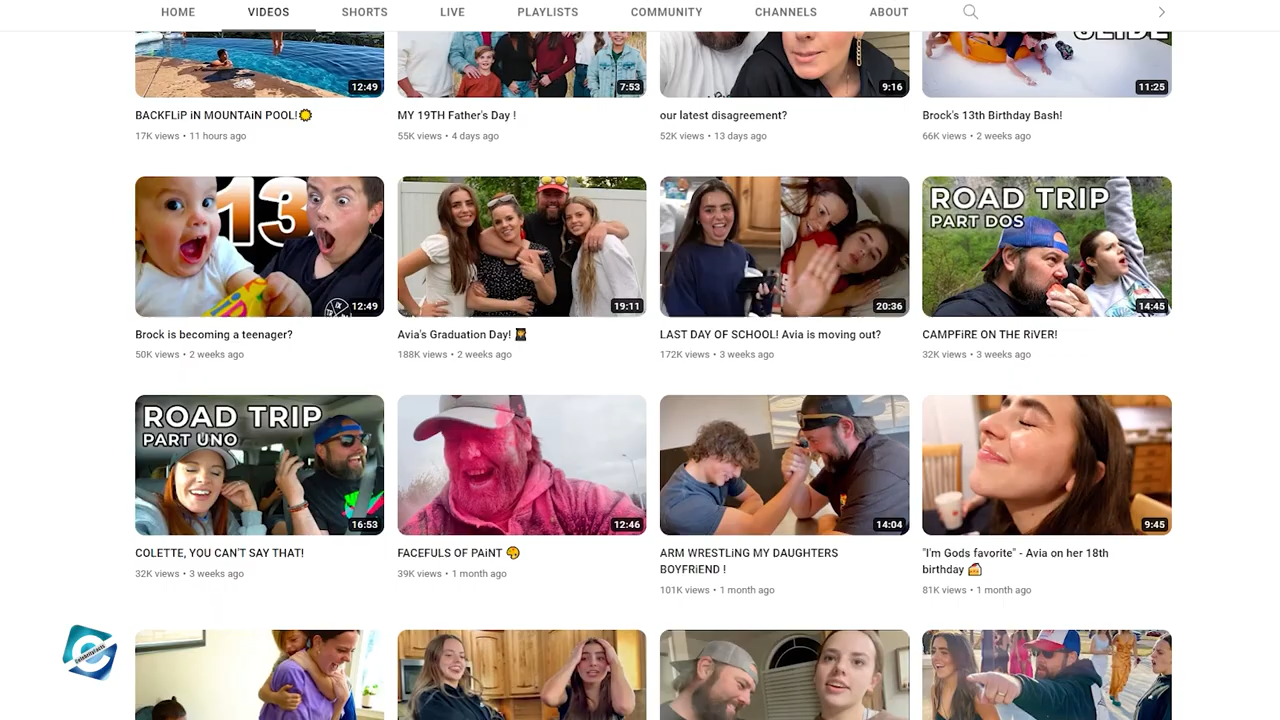 HOME VIDEOS SHORTS LIVE PLAYLISTS COMMUNITY CHANNELS ABOUT
12:49 7:53 9:16 11:25
BACKFLiP iN MOUNTAiN POOL! MY 19TH Father's Day ! our latest disagreement? Brock's 13th Birthday Bash!
17K views • 11 hours ago 55K views • 4 days ago 52K views • 13 days ago 66K views • 2 weeks ago
13
ROAD TRIP
PART DOS
12:49 19:11 20:36 14:45
Brock is becoming a teenager? Avia's Graduation Day! LAST DAY OF SCHOOL! Avia is moving out? CAMPFiRE ON THE RiVER!
50K views • 2 weeks ago 188K views • 2 weeks ago 172K views • 3 weeks ago 32K views • 3 weeks ago
ROAD TRIP
PART UNO
16:53 12:46 14:04 9:45
COLETTE, YOU CAN'T SAY THAT! FACEFULS OF PAiNT ARM WRESTLiNG MY DAUGHTERS "I'm Gods favorite" - Avia on her 18th
BOYFRiEND ! birthday
32K views • 3 weeks ago 39K views • 1 month ago 101K views • 1 month ago 81K views • 1 month ago